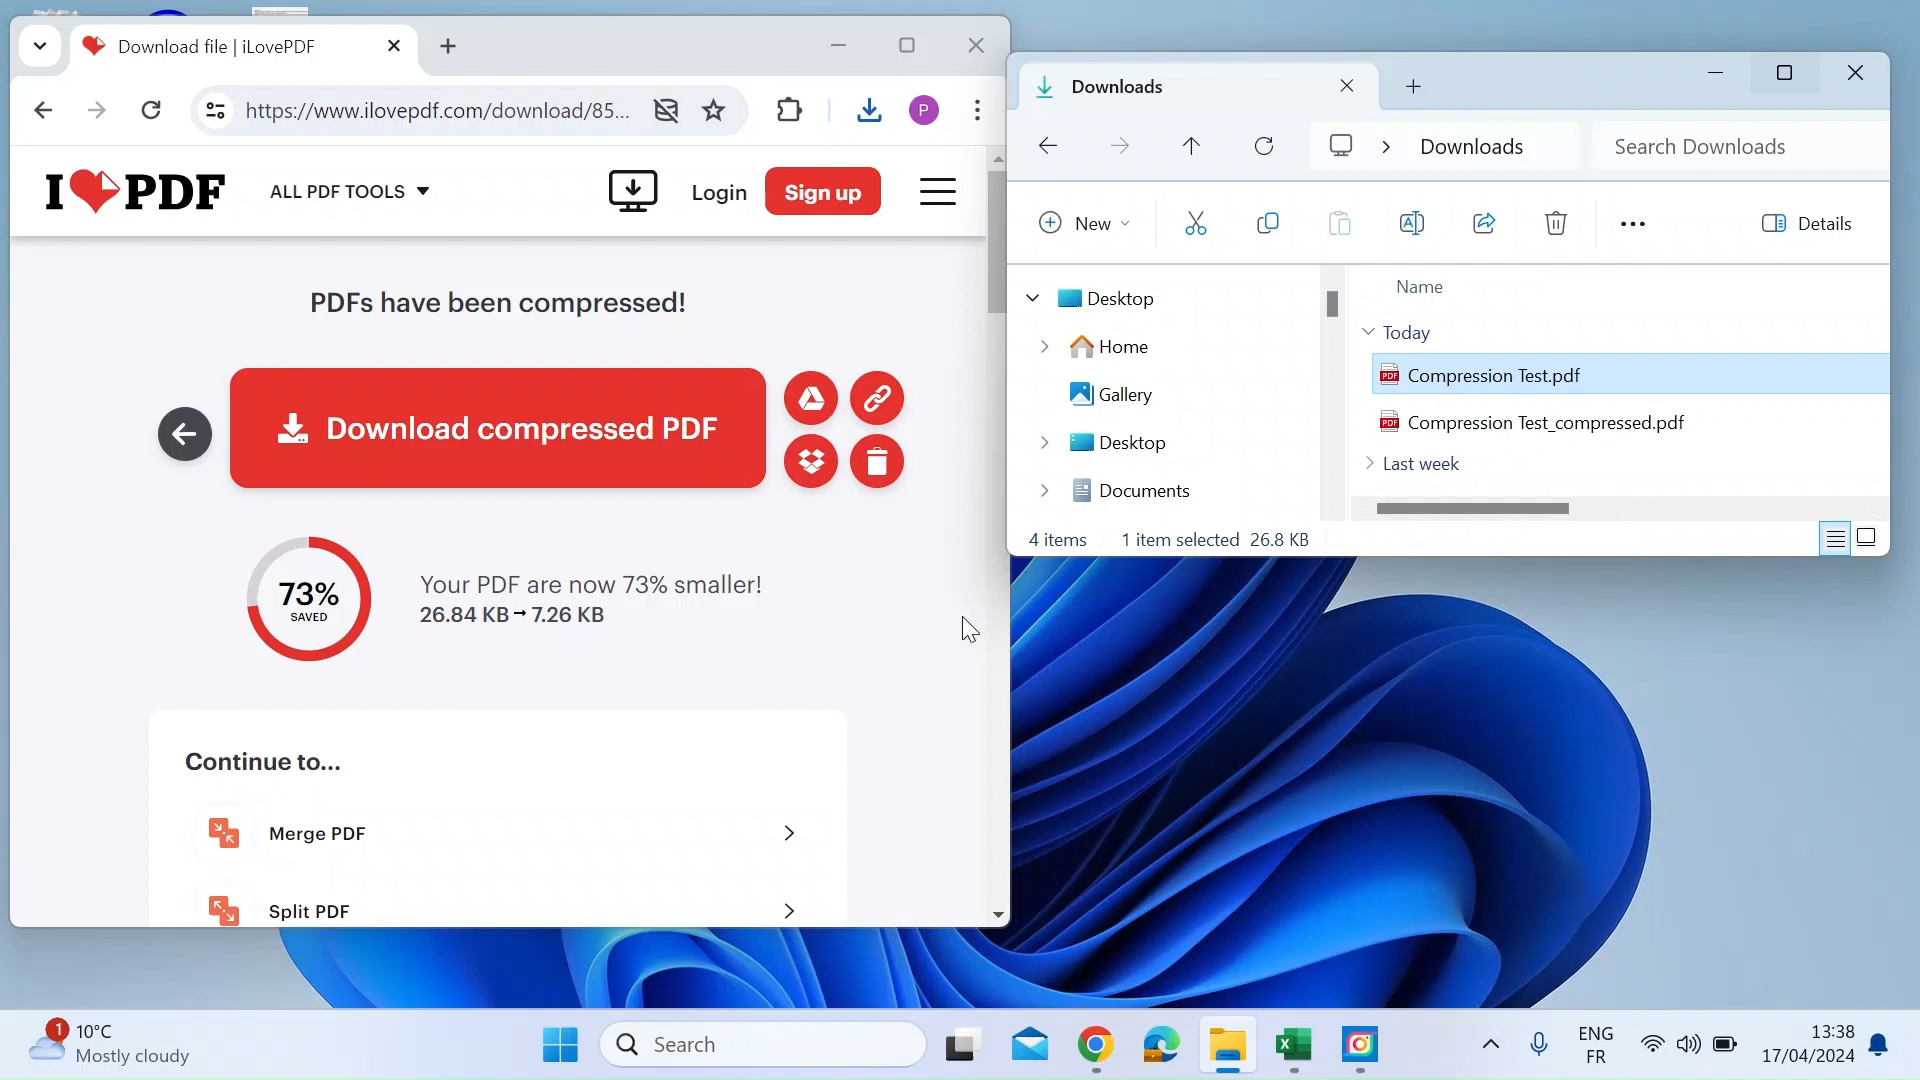 Download file | iLovePDF
https://www.ilovepdf.com/download/85...
P
I PDF
ALL PDF TOOLS
Login
Sign up
PDFs have been compressed!
Download compressed PDF
73%
SAVED
Your PDF are now 73% smaller!
26.84 KB → 7.26 KB
Continue to...
Merge PDF
Split PDF
Downloads
Downloads
Search Downloads
New
Details
Desktop
Home
Gallery
Desktop
Documents
Name
Today
PDF Compression Test.pdf
PDF Compression Test_compressed.pdf
Last week
4 items
1 item selected 26.8 KB
1
10°C
Mostly cloudy
Search
ENG
FR
13:38
17/04/2024